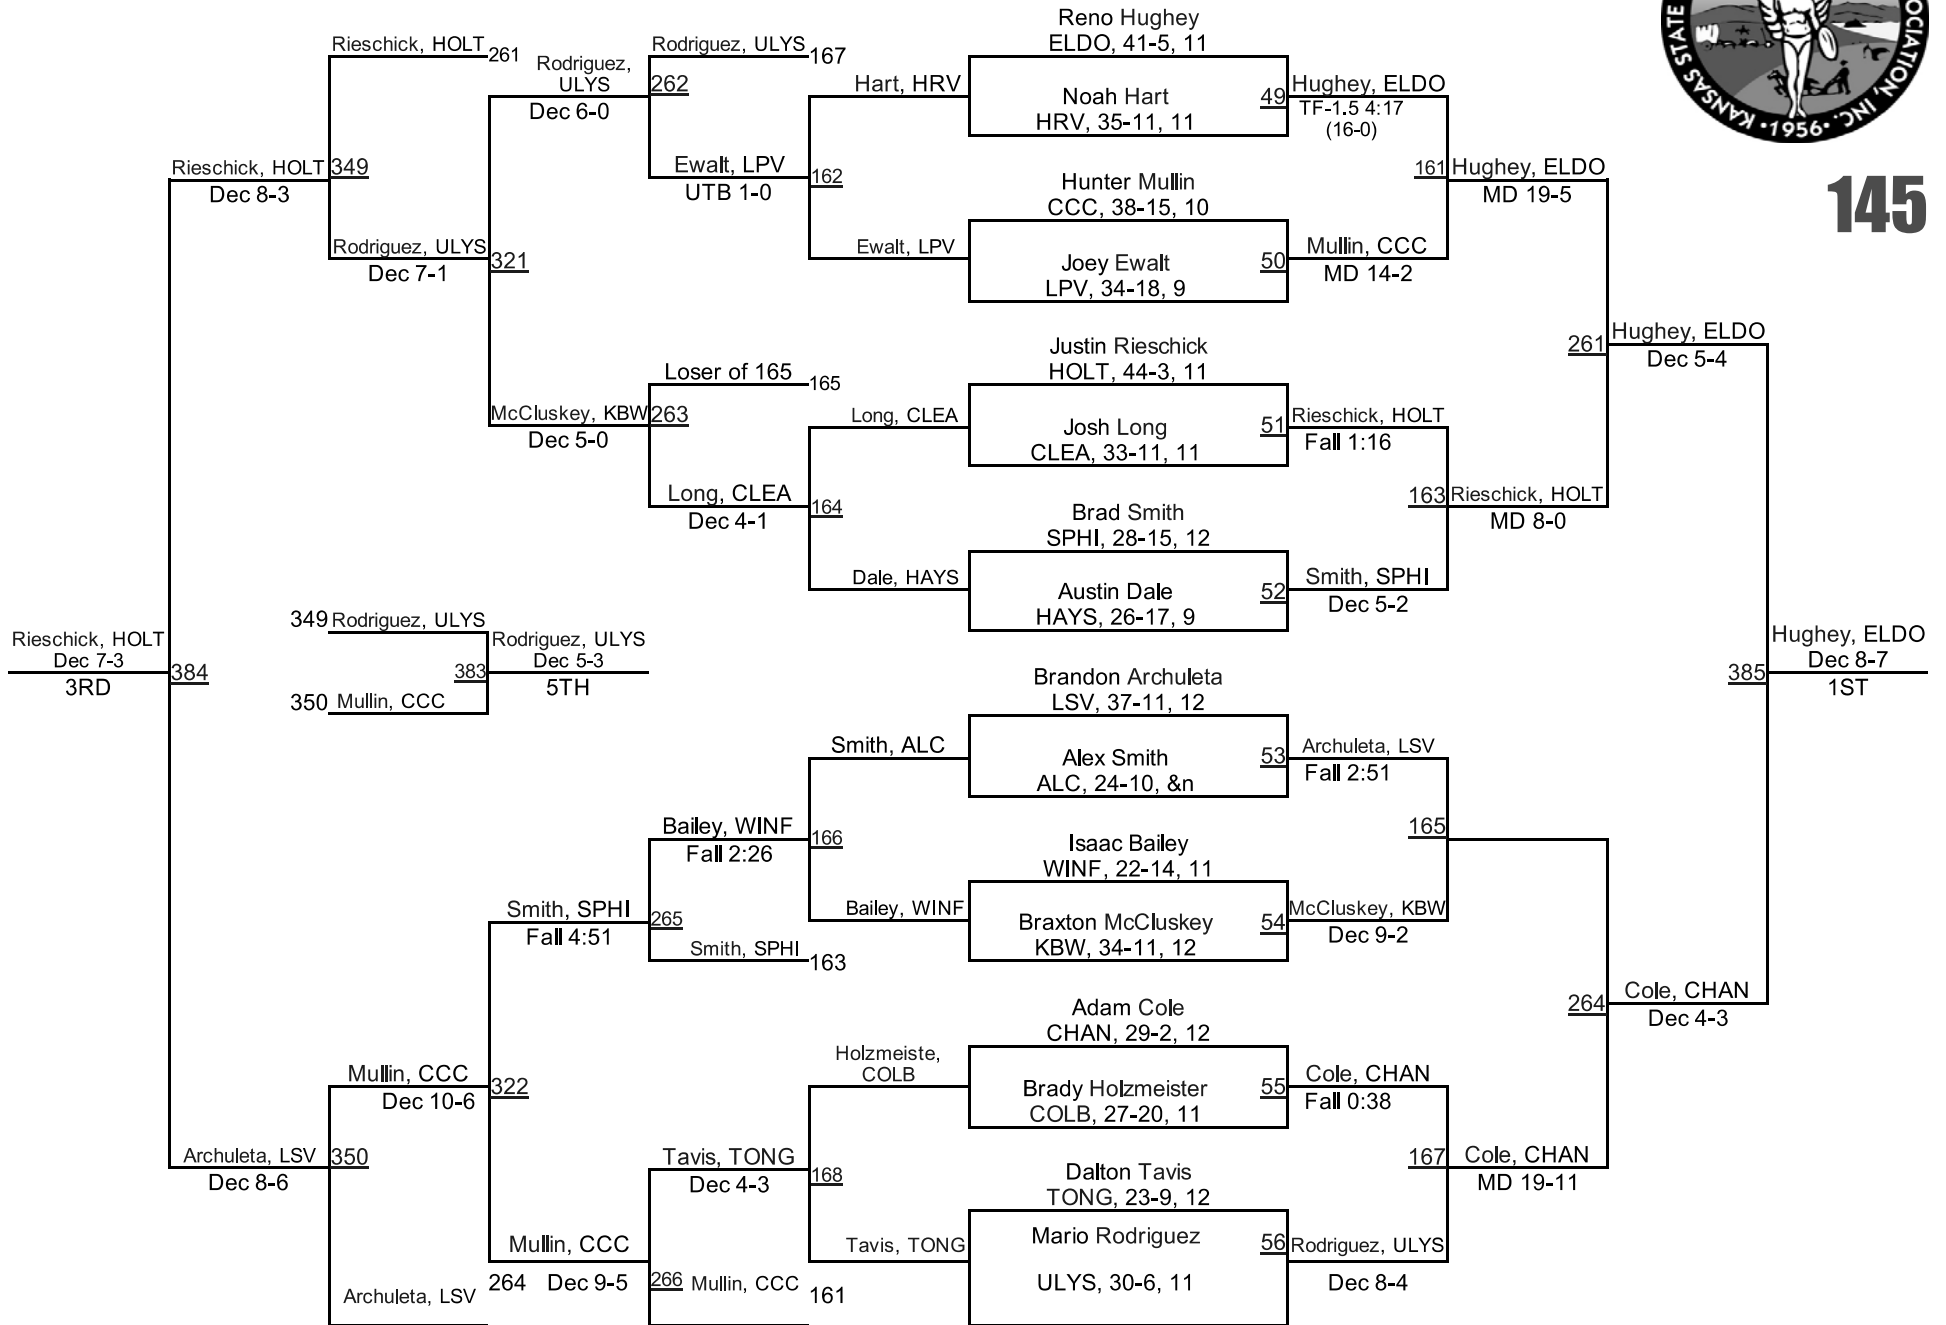 Reno Hughey
ELDO, 41-5, 11
Noah Hart
HRV, 35-11, 11
Hunter Mullin
CCC, 38-15, 10
Joey Ewalt
LPV, 34-18, 9
Justin Rieschick
HOLT, 44-3, 11
Josh Long
CLEA, 33-11, 11
Brad Smith
SPHI, 28-15, 12
Austin Dale
HAYS, 26-17, 9
Brandon Archuleta
LSV, 37-11, 12
Alex Smith
ALC, 24-10, &n
Isaac Bailey
WINF, 22-14, 11
Braxton McCluskey
KBW, 34-11, 12
Adam Cole
CHAN, 29-2, 12
Brady Holzmeister
COLB, 27-20, 11
Dalton Tavis
TONG, 23-9, 12
Mario Rodriguez
ULYS, 30-6, 11
49
Hughey, ELDO
TF-1.5 4:17
(16-0)
50
Mullin, CCC
MD 14-2
51
Rieschick, HOLT
Fall 1:16
52
Smith, SPHI
Dec 5-2
53
Archuleta, LSV
Fall 2:51
54
McCluskey, KBW
Dec 9-2
55
Cole, CHAN
Fall 0:38
56
Rodriguez, ULYS
Dec 8-4
161
Hughey, ELDO
MD 19-5
163
Rieschick, HOLT
MD 8-0
165
167
Cole, CHAN
MD 19-11
261
Hughey, ELDO
Dec 5-4
264
Cole, CHAN
Dec 4-3
385
Hughey, ELDO
Dec 8-7
1ST
KANSAS STATE
OCIATION, INC.
•1956•
145
Hart, HRV
Ewalt, LPV
162
Ewalt, LPV
UTB 1-0
Rodriguez, ULYS
167
262
Rodriguez,
ULYS
Dec 6-0
Long, CLEA
Dale, HAYS
164
Long, CLEA
Dec 4-1
Loser of 165
165
263
McCluskey, KBW
Dec 5-0
321
Rodriguez, ULYS
Dec 7-1
Rieschick, HOLT
261
349
Rieschick, HOLT
Dec 8-3
Smith, ALC
Bailey, WINF
166
Bailey, WINF
Fall 2:26
Smith, SPHI
163
265
Smith, SPHI
Fall 4:51
Holzmeiste,
COLB
Tavis, TONG
168
Tavis, TONG
Dec 4-3
Mullin, CCC
161
266
Mullin, CCC
Dec 9-5
322
Mullin, CCC
Dec 10-6
Archuleta, LSV
264
350
Archuleta, LSV
Dec 8-6
384
Rieschick, HOLT
Dec 7-3
3RD
349
Rodriguez, ULYS
350
Mullin, CCC
383
Rodriguez, ULYS
Dec 5-3
5TH